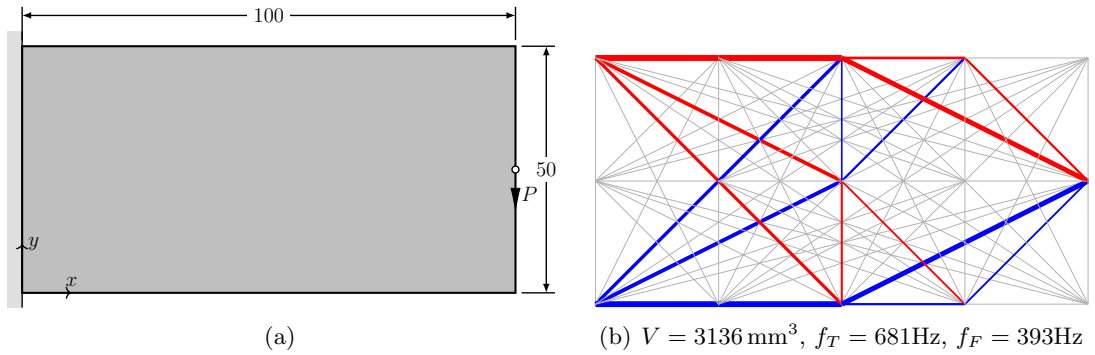 100
50
P
y
x
(a)
(b) V = 3136 mm³, f_T = 681Hz, f_F = 393Hz